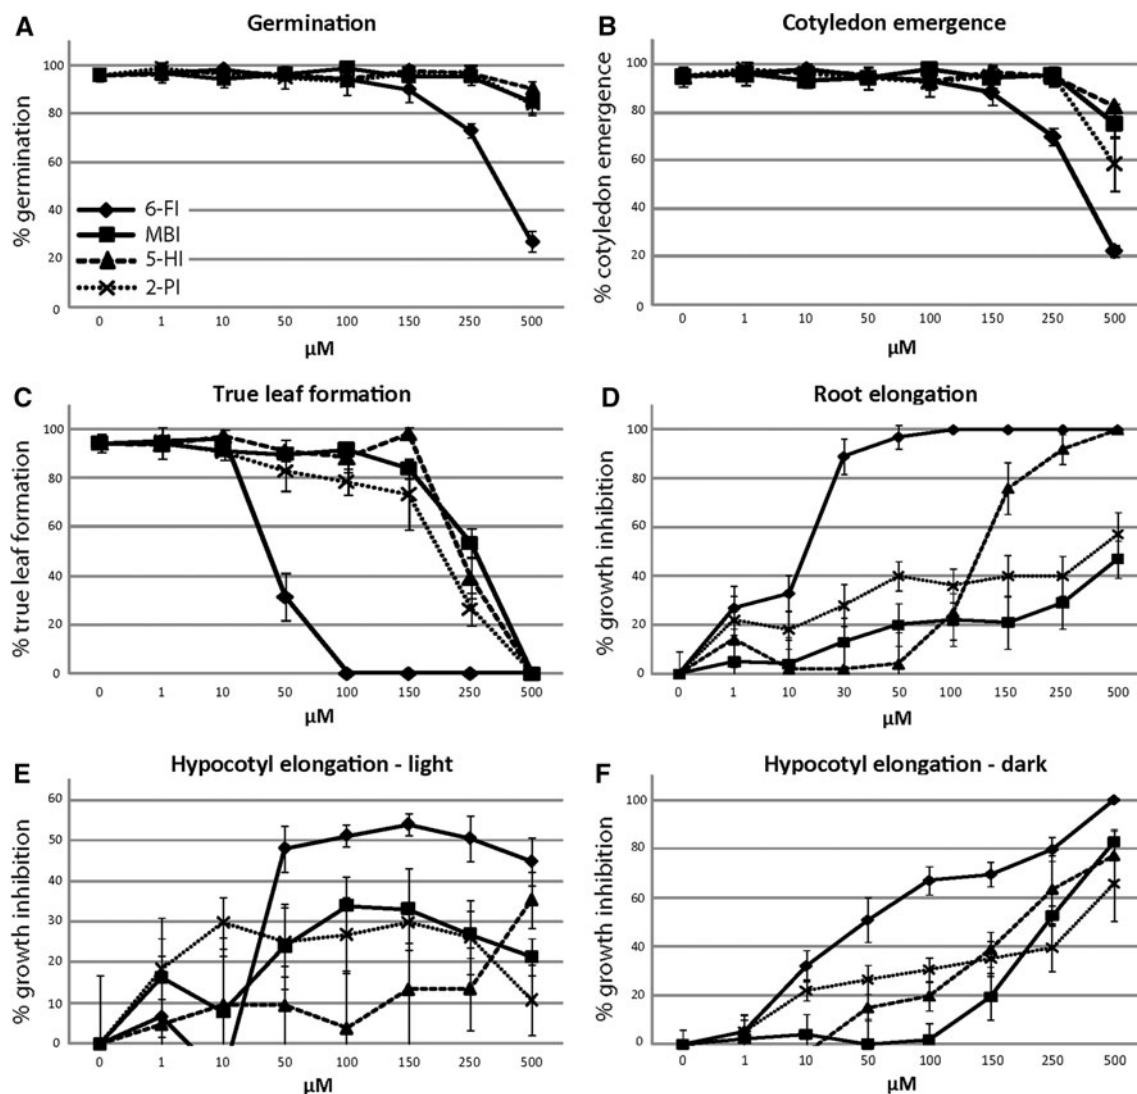 A Germination
% germination
100
80
60
40
20
0
6-FI
MBI
5-HI
2-PI
0 1 10 50 100 150 250 500
µM
B Cotyledon emergence
% cotyledon emergence
100
80
60
40
20
0
0 1 10 50 100 150 250 500
µM
C True leaf formation
% true leaf formation
100
80
60
40
20
0
0 1 10 50 100 150 250 500
µM
D Root elongation
% growth inhibition
100
80
60
40
20
0
0 1 10 30 50 100 150 250 500
µM
E Hypocotyl elongation - light
% growth inhibition
60
50
40
30
20
10
0
0 1 10 50 100 150 250 500
µM
F Hypocotyl elongation - dark
% growth inhibition
100
80
60
40
20
0
0 1 10 50 100 150 250 500
µM